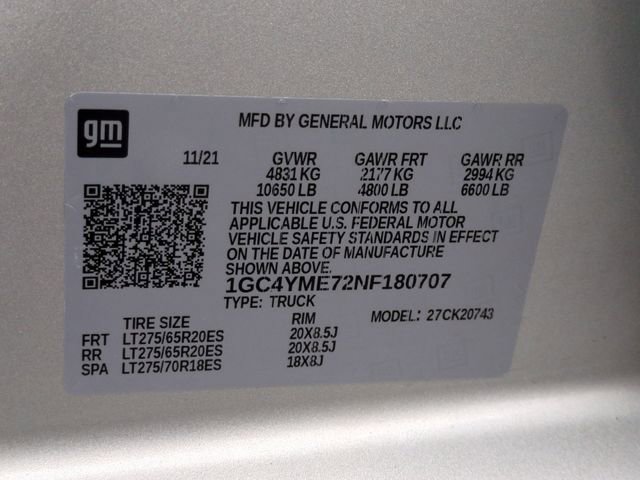 gm
MFD BY GENERAL MOTORS LLC
11/21 GVWR GAWR FRT GAWR RR
4831 KG 2177 KG 2994 KG
10650 LB 4800 LB 6600 LB
THIS VEHICLE CONFORMS TO ALL
APPLICABLE U.S. FEDERAL MOTOR
VEHICLE SAFETY STANDARDS IN EFFECT
ON THE DATE OF MANUFACTURE
SHOWN ABOVE.
1GC4YME72NF180707
TYPE: TRUCK MODEL: 27CK20743
TIRE SIZE RIM
FRT LT275/65R20ES 20X8.5J
RR LT275/65R20ES 20X8.5J
SPA LT275/70R18ES 18X8J